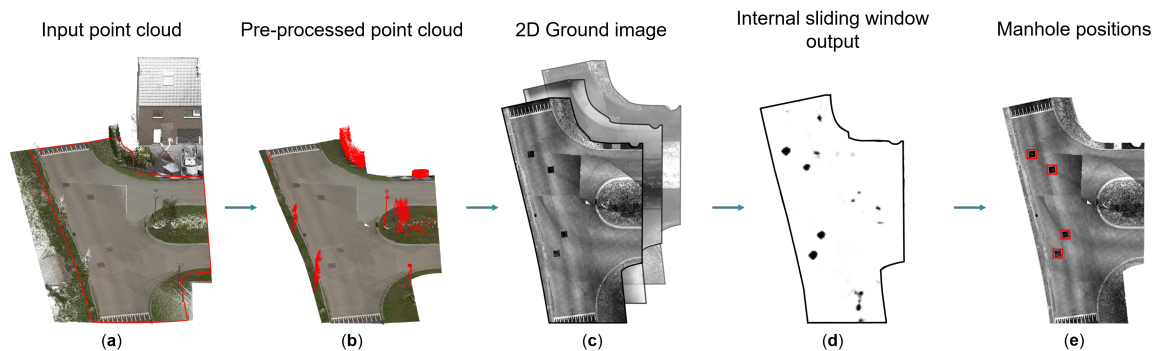 Input point cloud
Pre-processed point cloud
2D Ground image
Internal sliding window
output
Manhole positions
(a)
(b)
(c)
(d)
(e)